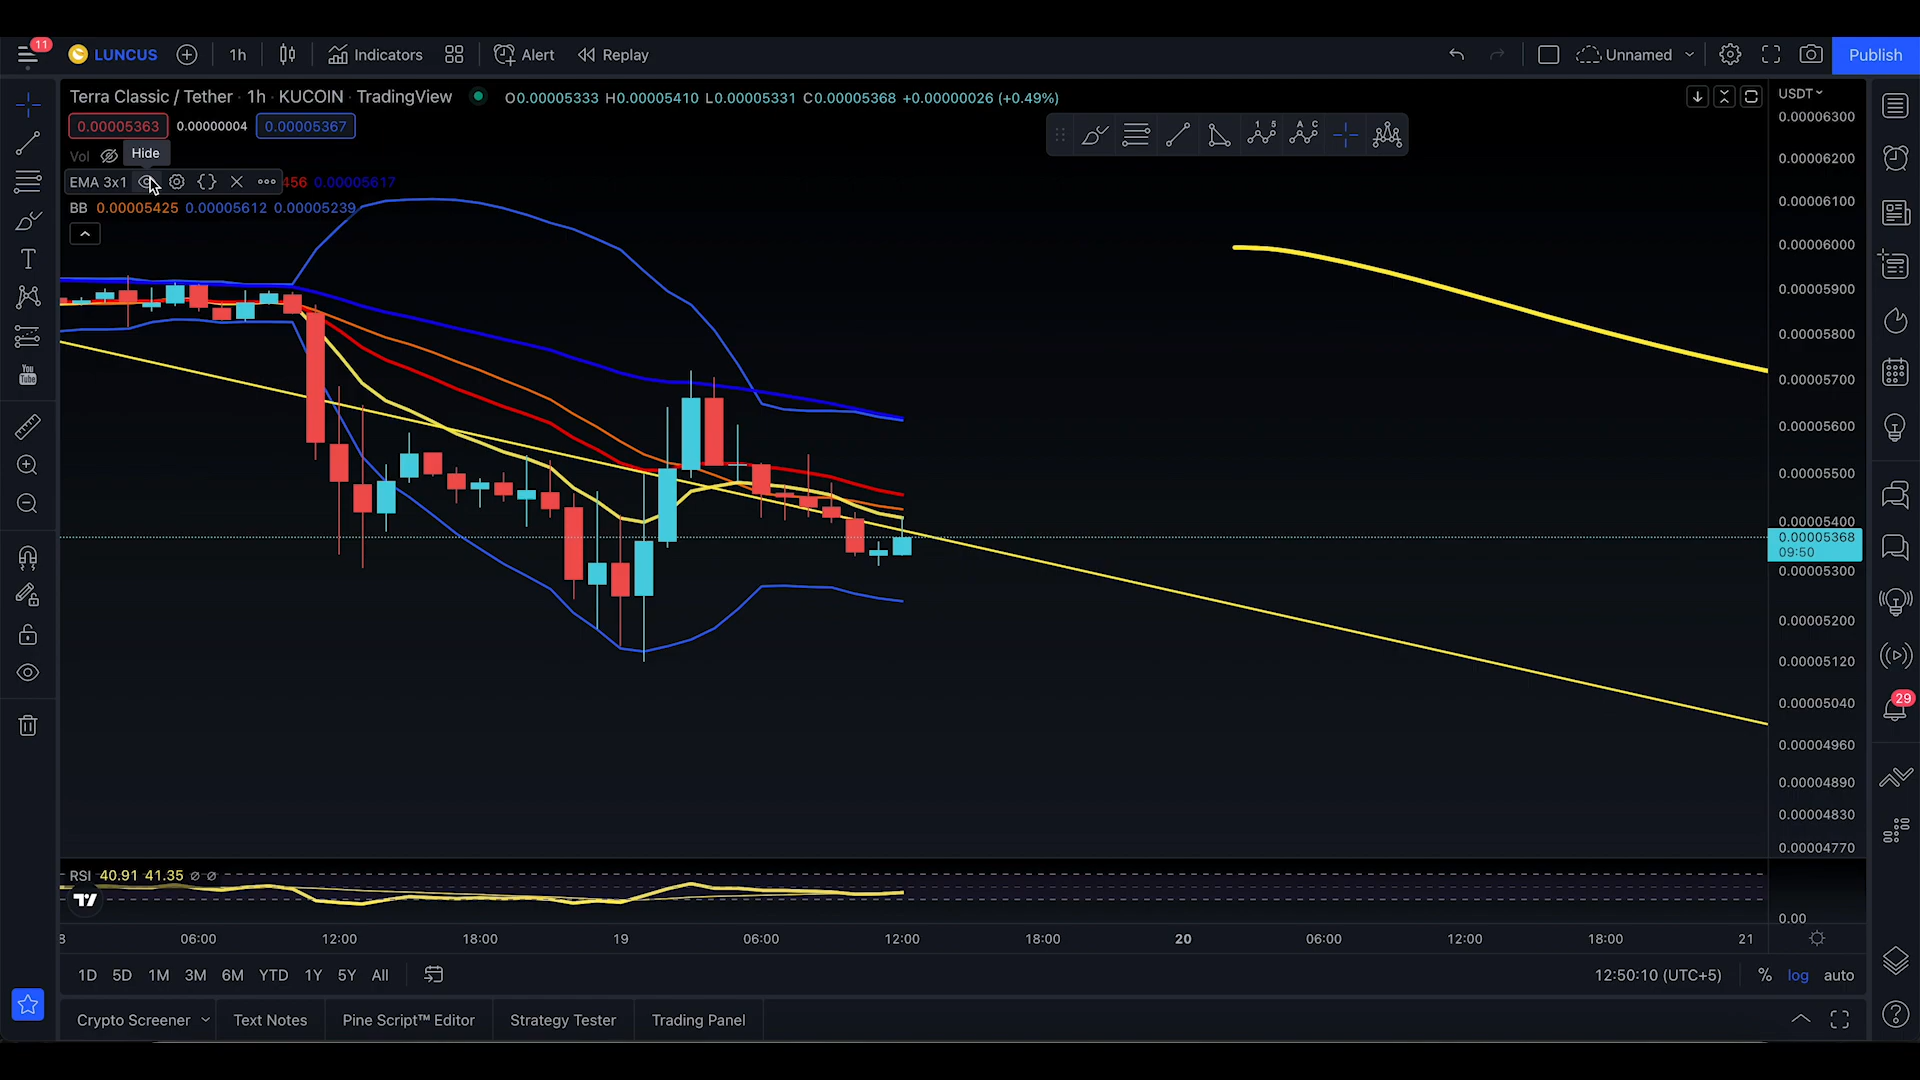 11 LUNCUS 1h Indicators Alert Replay Unnamed Publish
Terra Classic / Tether · 1h · KUCOIN · TradingView O0.00005333 H0.00005410 L0.00005331 C0.00005368 +0.00000026 (+0.49%)
0.00005363 0.00000004 0.00005367
Vol Hide
EMA 3x1 456 0.00005617
BB 0.00005425 0.00005612 0.00005239
1 5
A C
USDT
0.00006300
0.00006200
0.00006100
0.00006000
0.00005900
0.00005800
0.00005700
0.00005600
0.00005500
0.00005400
0.00005368
09:50
0.00005300
0.00005200
0.00005120
0.00005040
0.00004960
0.00004890
0.00004830
0.00004770
You
Tube
29
RSI 40.91 41.35 ∅ ∅
0.00
8 06:00 12:00 18:00 19 06:00 12:00 18:00 20 06:00 12:00 18:00 21
1D 5D 1M 3M 6M YTD 1Y 5Y All 12:50:10 (UTC+5) % log auto
Crypto Screener Text Notes Pine Script™ Editor Strategy Tester Trading Panel